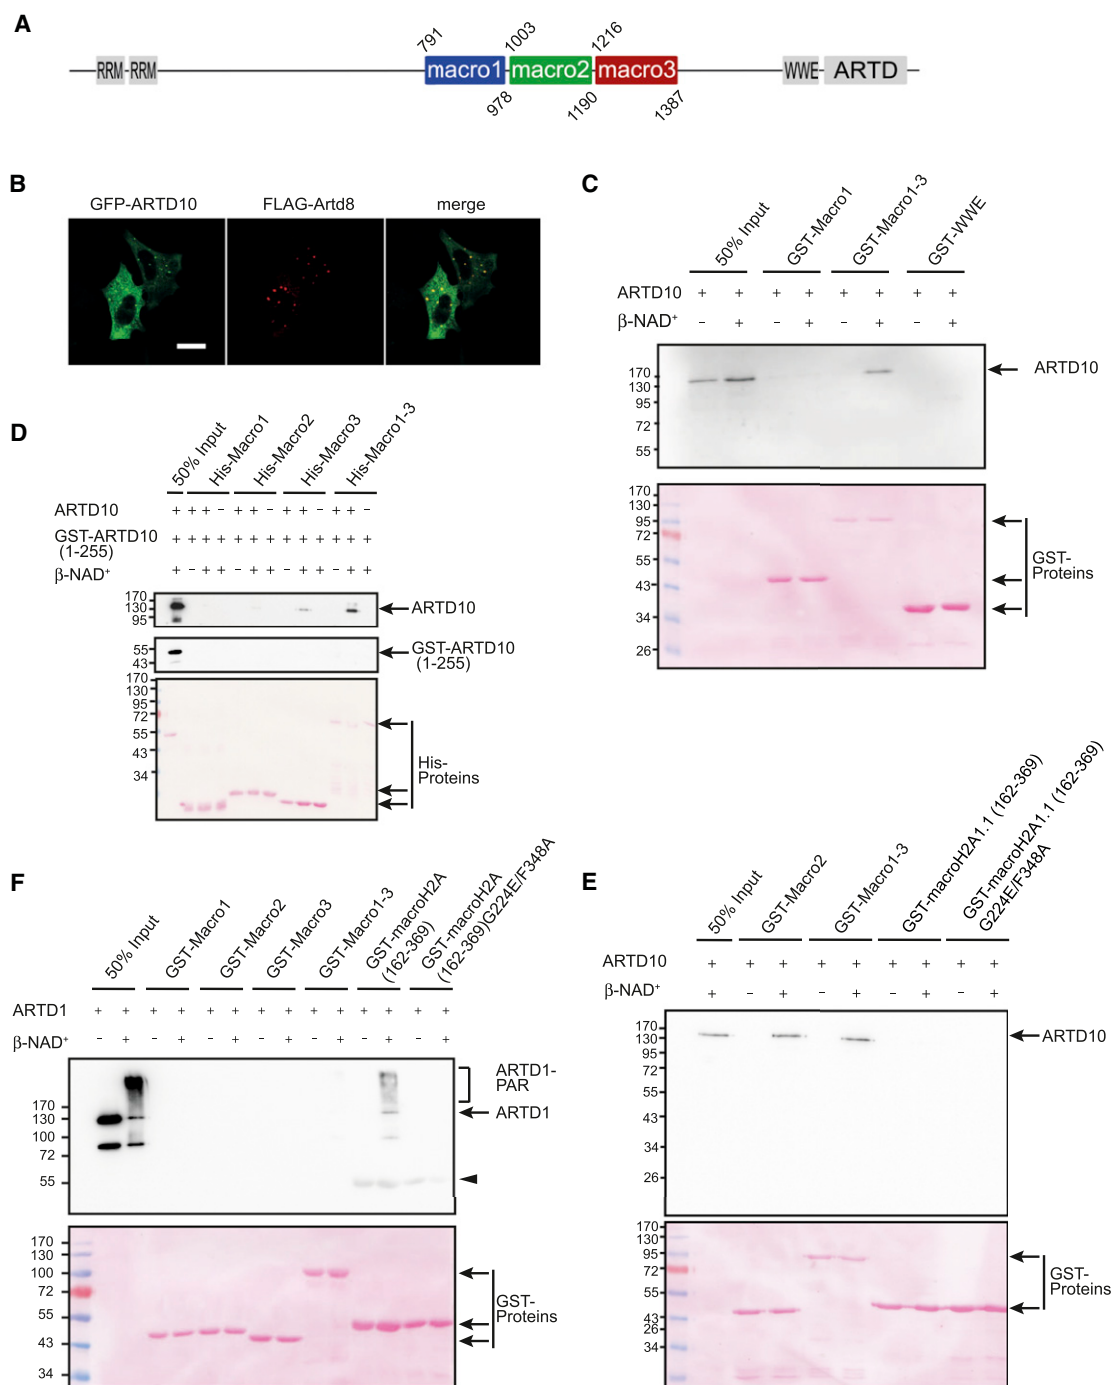 A
791
1003
1216
RRM
RRM
macro1
macro2
macro3
WWE
ARTD
978
1190
1387
B
GFP-ARTD10
FLAG-Artd8
merge
C
50% Input
GST-Macro1
GST-Macro1-3
GST-WWE
ARTD10 + + + + + + + +
β-NAD⁺ – + – + – + – +
170
130
95
72
55
ARTD10
170
130
95
72
55
43
34
26
GST-
Proteins
D
50% Input
His-Macro1
His-Macro2
His-Macro3
His-Macro1-3
ARTD10 + + + – + + – + + – + + –
GST-ARTD10 + + + + + + + + + + + + +
(1-255)
β-NAD⁺ + – + + – + + – + + – + +
170
130
95
ARTD10
55
43
GST-ARTD10
(1-255)
170
130
95
72
55
43
34
His-
Proteins
F
50% Input
GST-Macro1
GST-Macro2
GST-Macro3
GST-Macro1-3
GST-macroH2A
(162-369)
GST-macroH2A
(162-369)G224E/F348A
ARTD1 + + + + + + + + + + + + + +
β-NAD⁺ – + – + – + – + – + – + – +
170
130
100
72
55
ARTD1-
PAR
ARTD1
170
130
100
72
55
43
34
GST-
Proteins
E
50% Input
GST-Macro2
GST-Macro1-3
GST-macroH2A1.1 (162-369)
GST-macroH2A1.1 (162-369)
G224E/F348A
ARTD10 + + + + + + + + +
β-NAD⁺ + – + – + – + – +
170
130
95
72
55
43
34
26
ARTD10
170
130
95
72
55
43
26
34
GST-
Proteins